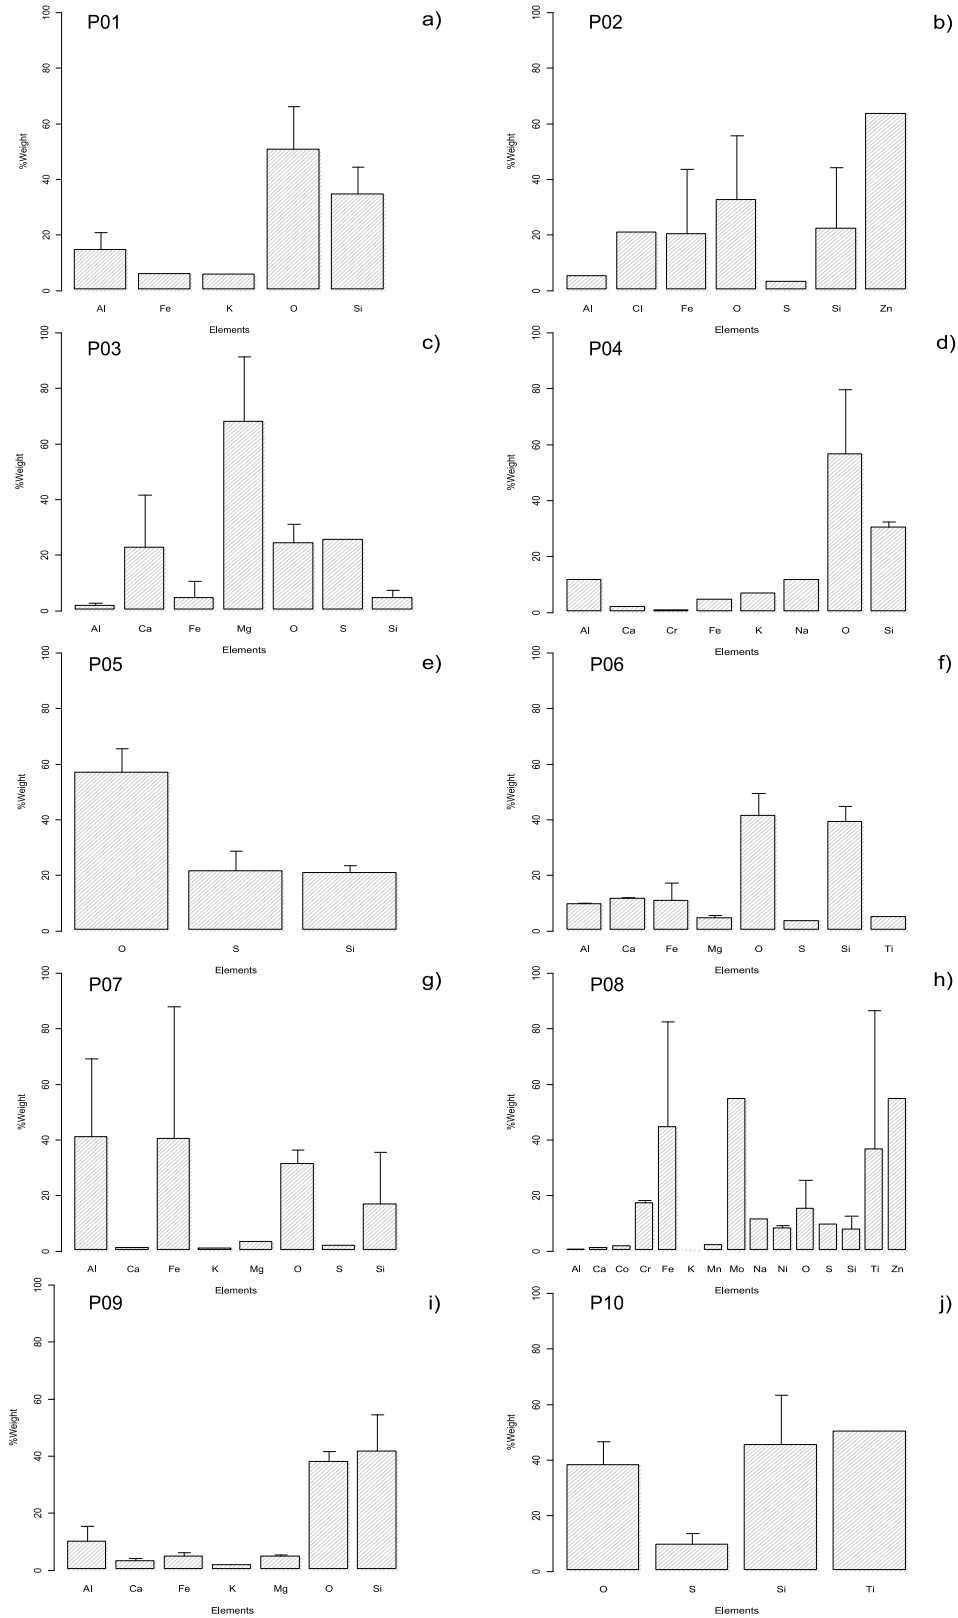 P01 a)
%Weight
0 20 40 60 80 100
Al Fe K O Si
Elements
P02 b)
%Weight
0 20 40 60 80 100
Al Cl Fe O S Si Zn
Elements
P03 c)
%Weight
0 20 40 60 80 100
Al Ca Fe Mg O S Si
Elements
P04 d)
%Weight
0 20 40 60 80 100
Al Ca Cr Fe K Na O Si
Elements
P05 e)
%Weight
0 20 40 60 80 100
O S Si
Elements
P06 f)
%Weight
0 20 40 60 80 100
Al Ca Fe Mg O S Si Ti
Elements
P07 g)
%Weight
0 20 40 60 80 100
Al Ca Fe K Mg O S Si
Elements
P08 h)
%Weight
0 20 40 60 80 100
Al Ca Co Cr Fe K Mn Mo Na Ni O S Si Ti Zn
Elements
P09 i)
%Weight
0 20 40 60 80 100
Al Ca Fe K Mg O Si
Elements
P10 j)
%Weight
0 20 40 60 80 100
O S Si Ti
Elements